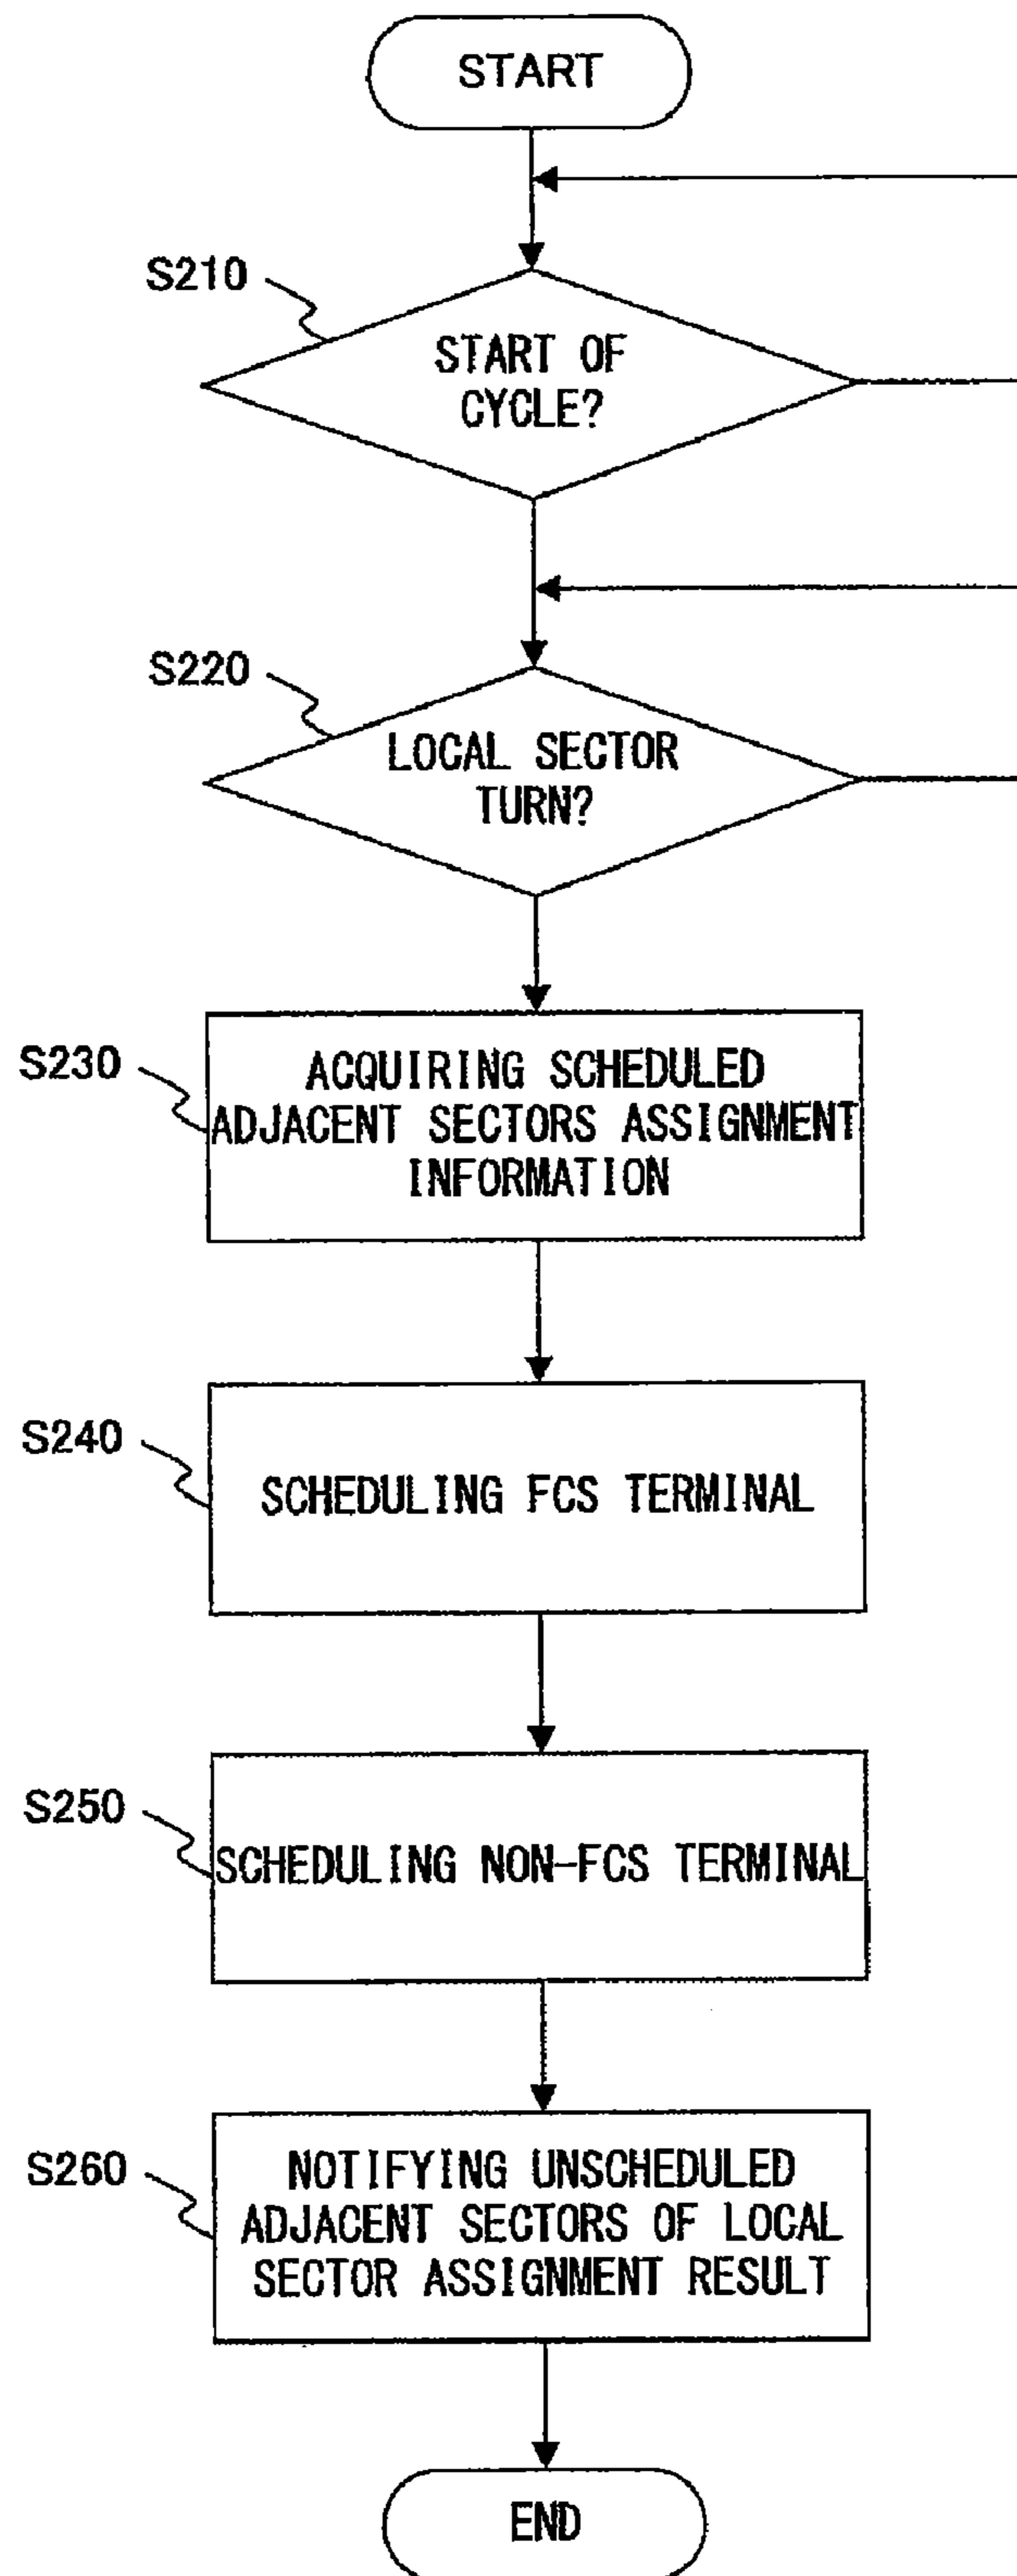 START
S210
START OF
CYCLE?
S220
LOCAL SECTOR
TURN?
S230
ACQUIRING SCHEDULED
ADJACENT SECTORS ASSIGNMENT
INFORMATION
S240
SCHEDULING FCS TERMINAL
S250
SCHEDULING NON-FCS TERMINAL
S260
NOTIFYING UNSCHEDULED
ADJACENT SECTORS OF LOCAL
SECTOR ASSIGNMENT RESULT
END